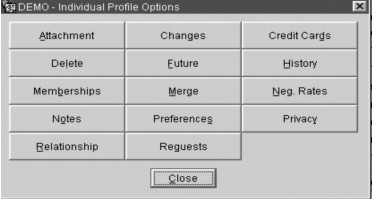 DEMO - Individual Profile Options
Attachment Changes Credit Cards
Delete Future History
Memberships Merge Neg. Rates
Notes Preferences Privacy
Relationship Reguests
Close